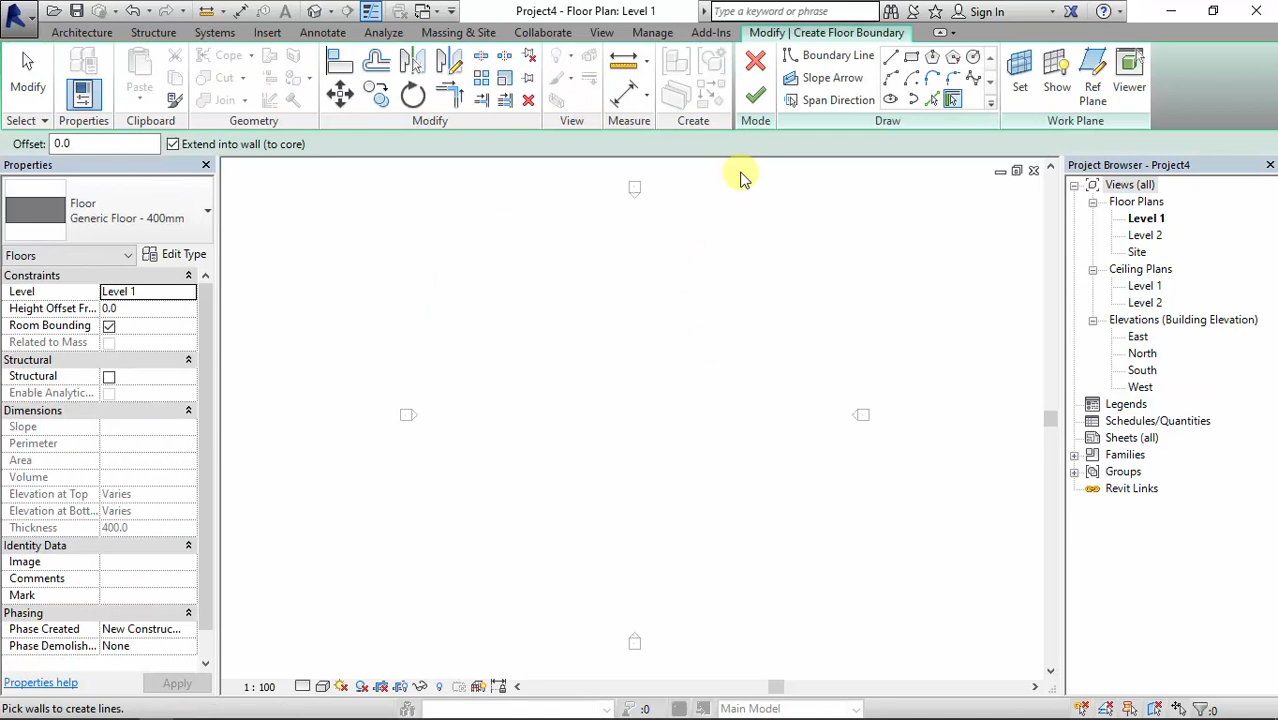 Project4 - Floor Plan: Level 1
Type a keyword or phrase
Sign In
Architecture
Structure
Systems
Insert
Annotate
Analyze
Massing & Site
Collaborate
View
Manage
Add-Ins
Modify | Create Floor Boundary
Modify
Paste
Cope
Cut
Join
Boundary Line
Slope Arrow
Span Direction
Set
Show
Ref
Plane
Viewer
Select
Properties
Clipboard
Geometry
Modify
View
Measure
Create
Mode
Draw
Work Plane
Offset: 0.0
Extend into wall (to core)
Properties
Floor
Generic Floor - 400mm
Floors
Edit Type
Constraints
Level Level 1
Height Offset Fr... 0.0
Room Bounding
Related to Mass
Structural
Structural
Enable Analytic...
Dimensions
Slope
Perimeter
Area
Volume
Elevation at Top Varies
Elevation at Bott... Varies
Thickness 400.0
Identity Data
Image
Comments
Mark
Phasing
Phase Created New Construc...
Phase Demolish... None
Properties help
Apply
Project Browser - Project4
Views (all)
Floor Plans
Level 1
Level 2
Site
Ceiling Plans
Level 1
Level 2
Elevations (Building Elevation)
East
North
South
West
Legends
Schedules/Quantities
Sheets (all)
Families
Groups
Revit Links
1 : 100
Pick walls to create lines.
:0
Main Model
:0